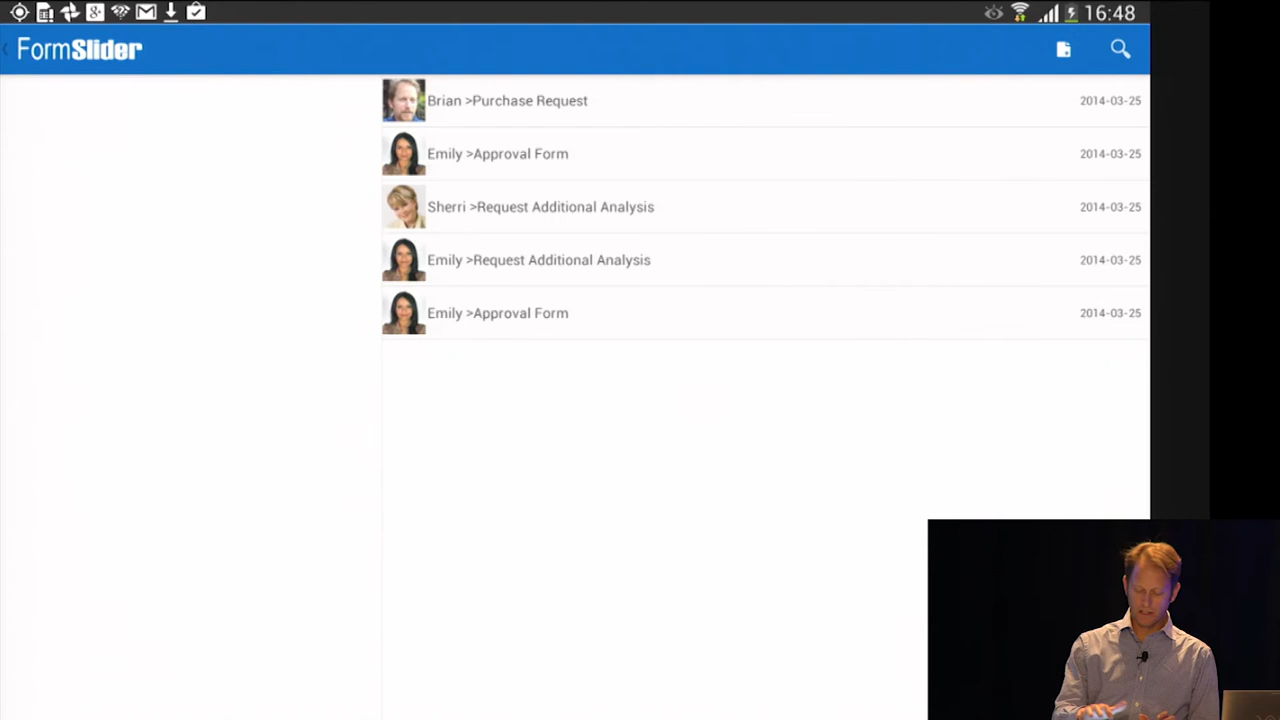 16:48
FormSlider
Brian >Purchase Request 2014-03-25
Emily >Approval Form 2014-03-25
Sherri >Request Additional Analysis 2014-03-25
Emily >Request Additional Analysis 2014-03-25
Emily >Approval Form 2014-03-25